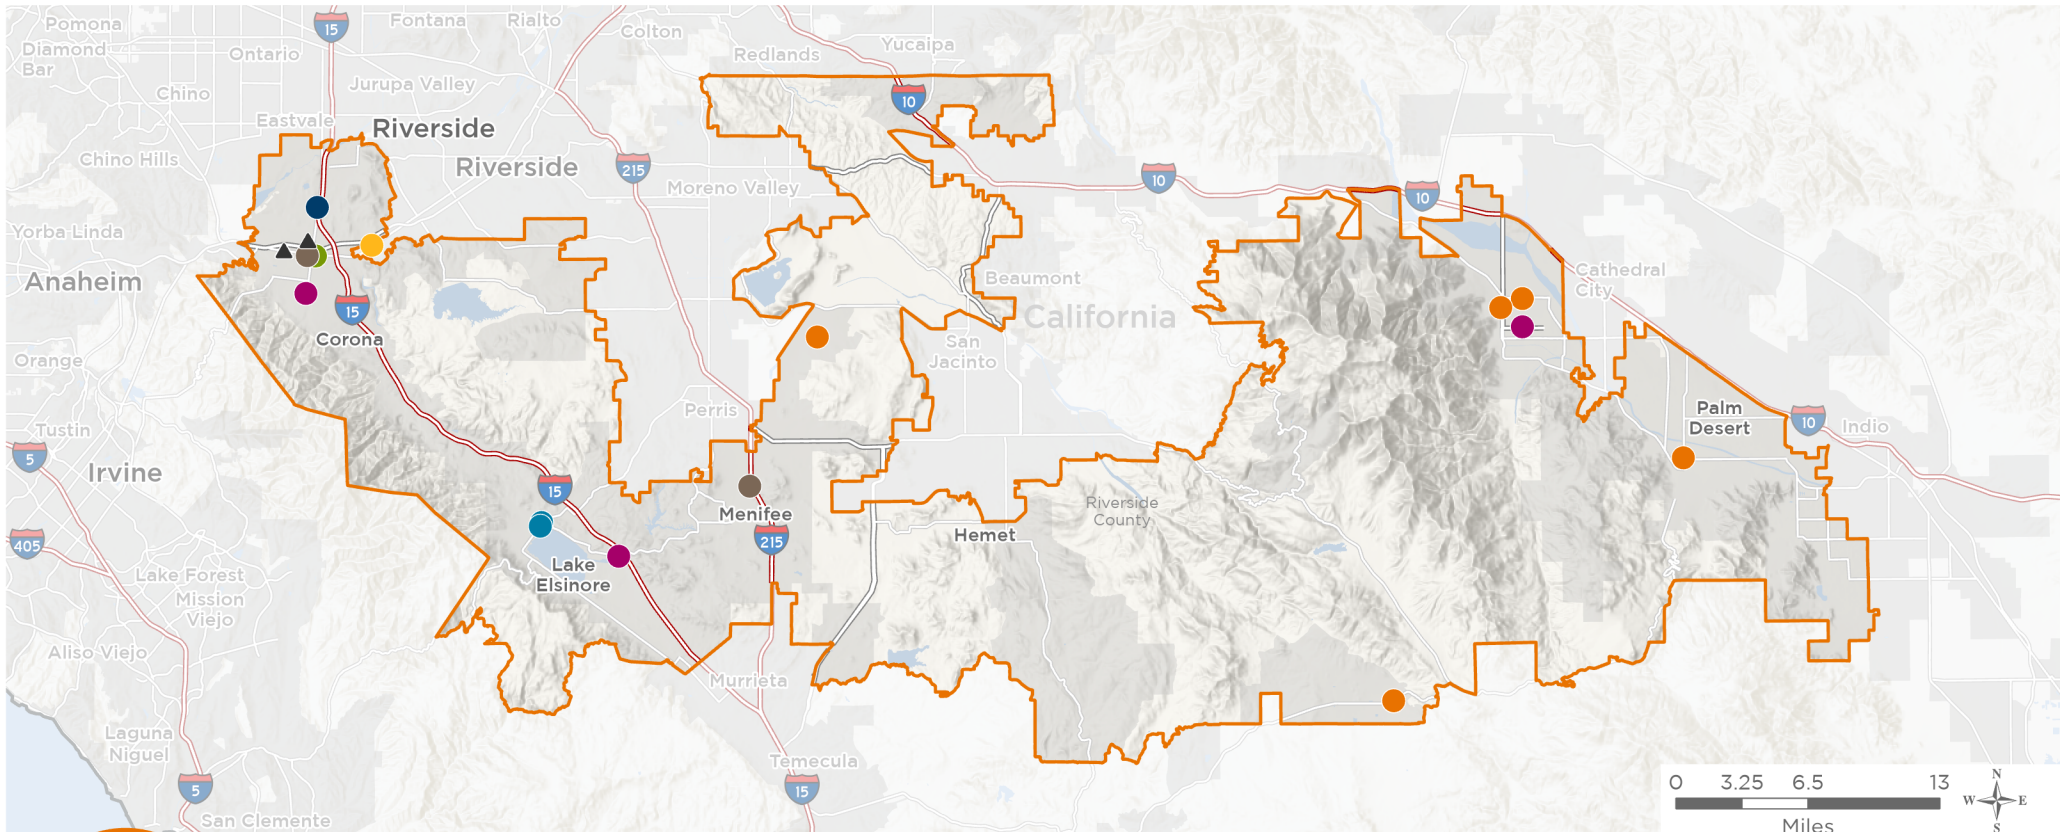 Pomona
Fontana
Rialto
15
Colton
Diamond
Bar
Ontario
Redlands
Yucaipa
Chino
Jurupa Valley
10
Eastvale
Riverside
Chino Hills
Riverside
215
Moreno Valley
10
10
Yorba Linda
Anaheim
Beaumont
Cathedral
City
15
California
Corona
San
Jacinto
Orange
Perris
Palm
Desert
10
Indio
Tustin
5
Irvine
15
Menifee
Riverside
County
Hemet
405
215
Lake
Elsinore
Lake Forest
Mission
Viejo
Aliso Viejo
Murrieta
Laguna
Niguel
Temecula
5
15
San Clemente
0 3.25 6.5 13
Miles
N
W E
S